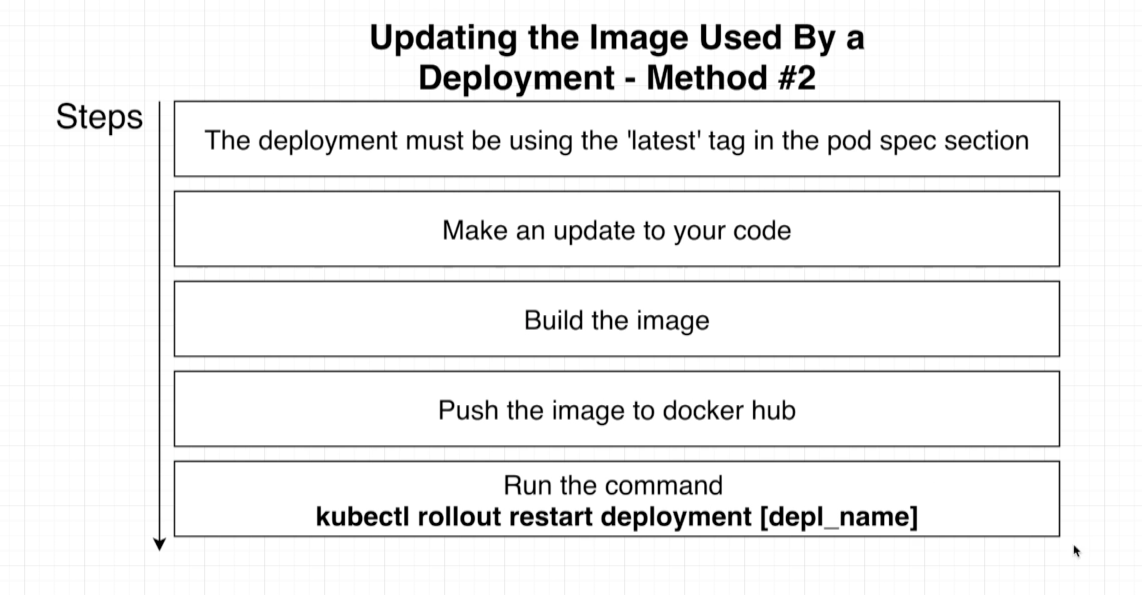 Updating the Image Used By a
Deployment - Method #2
Steps
The deployment must be using the 'latest' tag in the pod spec section
Make an update to your code
Build the image
Push the image to docker hub
Run the command
kubectl rollout restart deployment [depl_name]